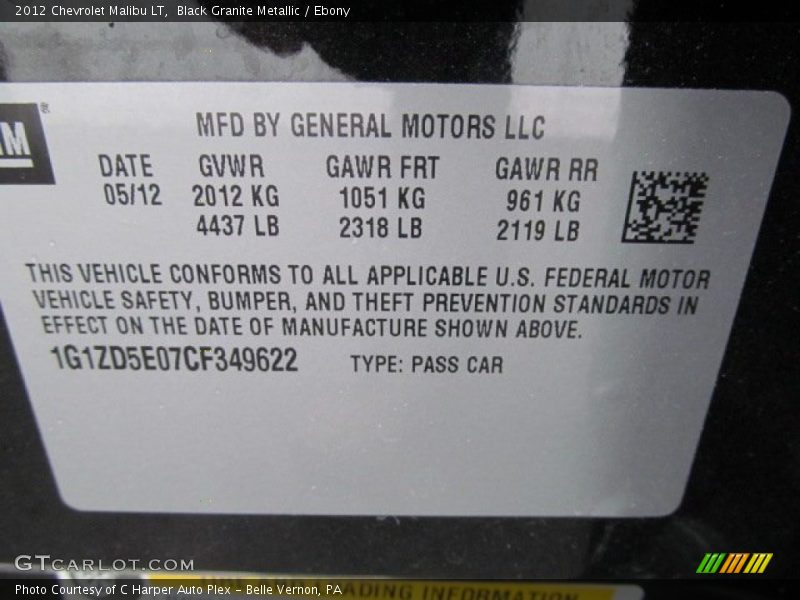 2012 Chevrolet Malibu LT,  Black Granite Metallic / Ebony
MFD BY GENERAL MOTORS LLC
DATE GVWR GAWR FRT GAWR RR
05/12 2012 KG 1051 KG 961 KG
4437 LB 2318 LB 2119 LB
THIS VEHICLE CONFORMS TO ALL APPLICABLE U.S. FEDERAL MOTOR
VEHICLE SAFETY, BUMPER, AND THEFT PREVENTION STANDARDS IN
EFFECT ON THE DATE OF MANUFACTURE SHOWN ABOVE.
1G1ZD5E07CF349622 TYPE: PASS CAR
GTcarlot.com
LOADING INFORMATION
Photo Courtesy of C Harper Auto Plex - Belle Vernon, PA